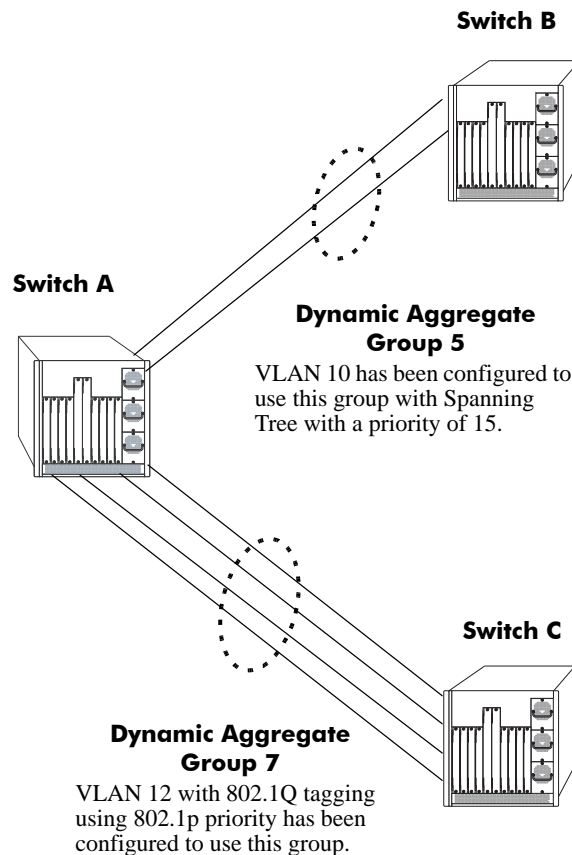 Switch B
Switch A
Dynamic Aggregate
Group 5
VLAN 10 has been configured to
use this group with Spanning
Tree with a priority of 15.
Switch C
Dynamic Aggregate
Group 7
VLAN 12 with 802.1Q tagging
using 802.1p priority has been
configured to use this group.